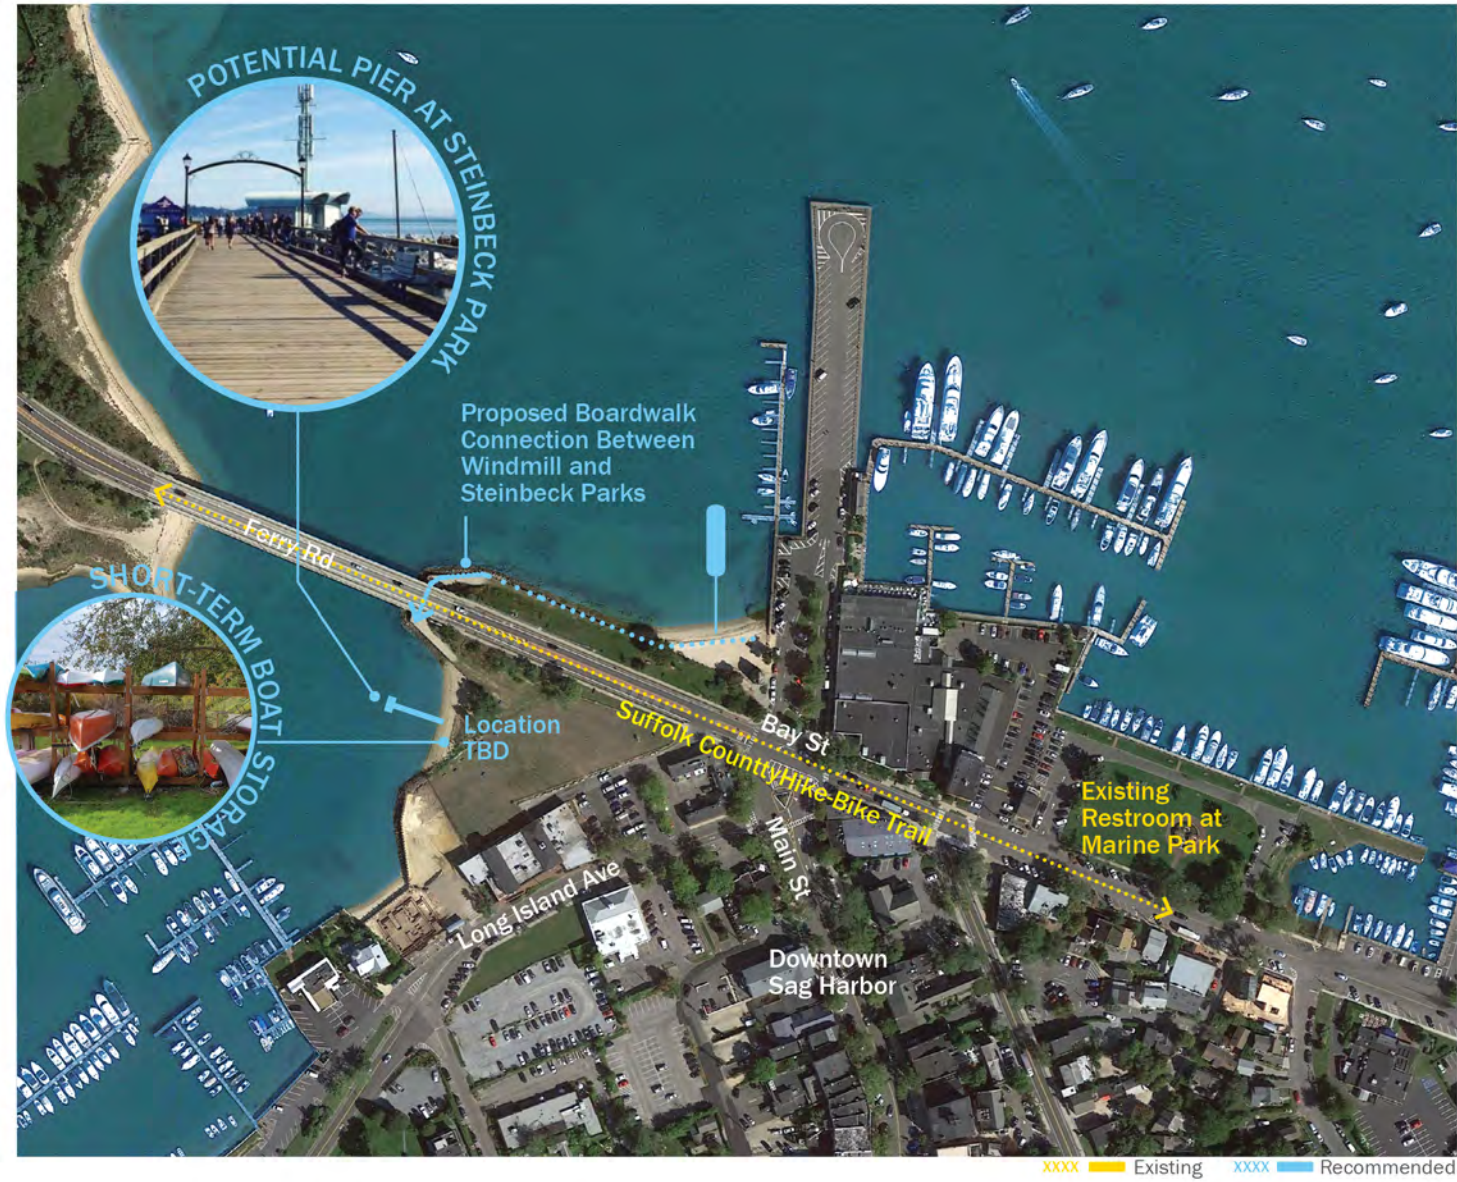 POTENTIAL PIER AT STEINBECK PARK
Proposed Boardwalk
Connection Between
Windmill and
Steinbeck Parks
Ferry Rd
SHORT-TERM BOAT STORAGE
Location
TBD
Bay St
Suffolk CounttyHike-Bike Trail
Existing
Restroom at
Marine Park
Main St
Long Island Ave
Downtown
Sag Harbor
XXXX Existing XXXX Recommended